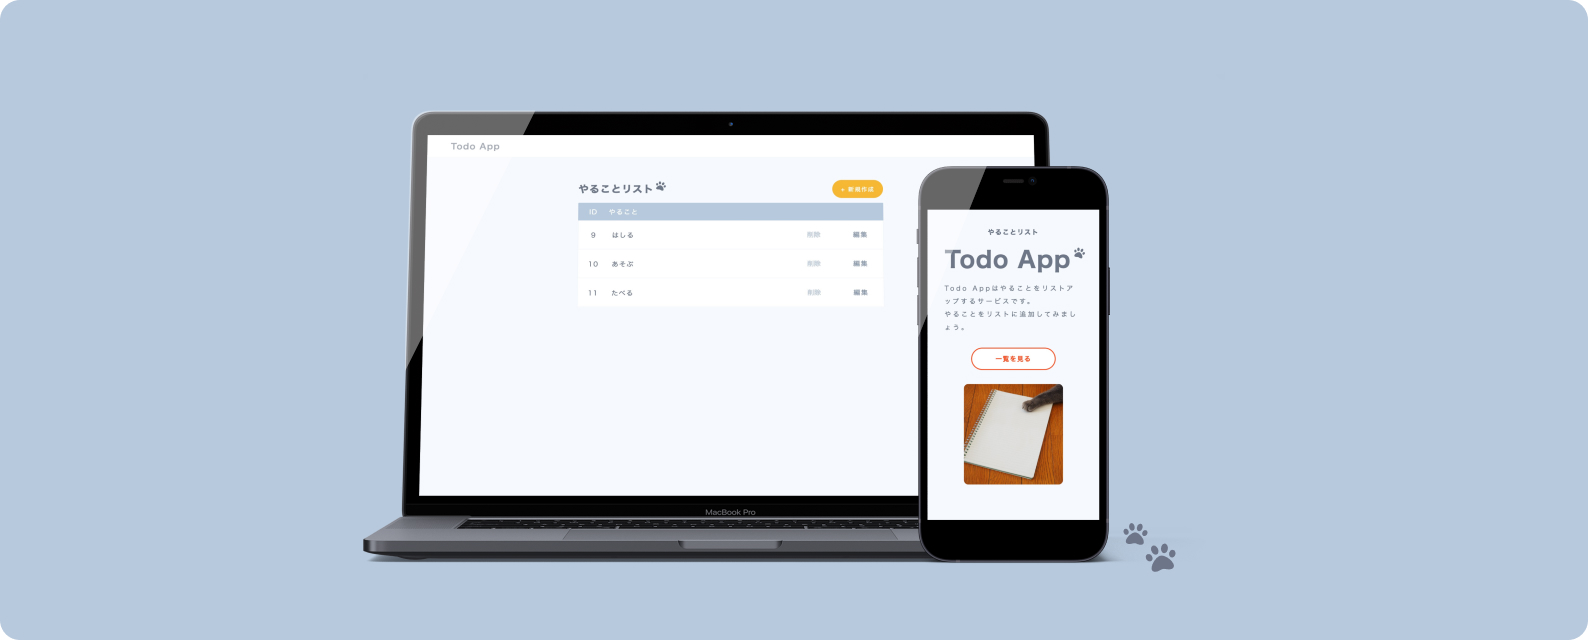 Todo App
やることリスト
+ 新規作成
ID やること
9 はしる 削除 編集
10 あそぶ 削除 編集
11 たべる 削除 編集
MacBook Pro
やることリスト
Todo App
Todo Appはやることをリストア
ップするサービスです。
やることをリストに追加してみまし
ょう。
一覧を見る